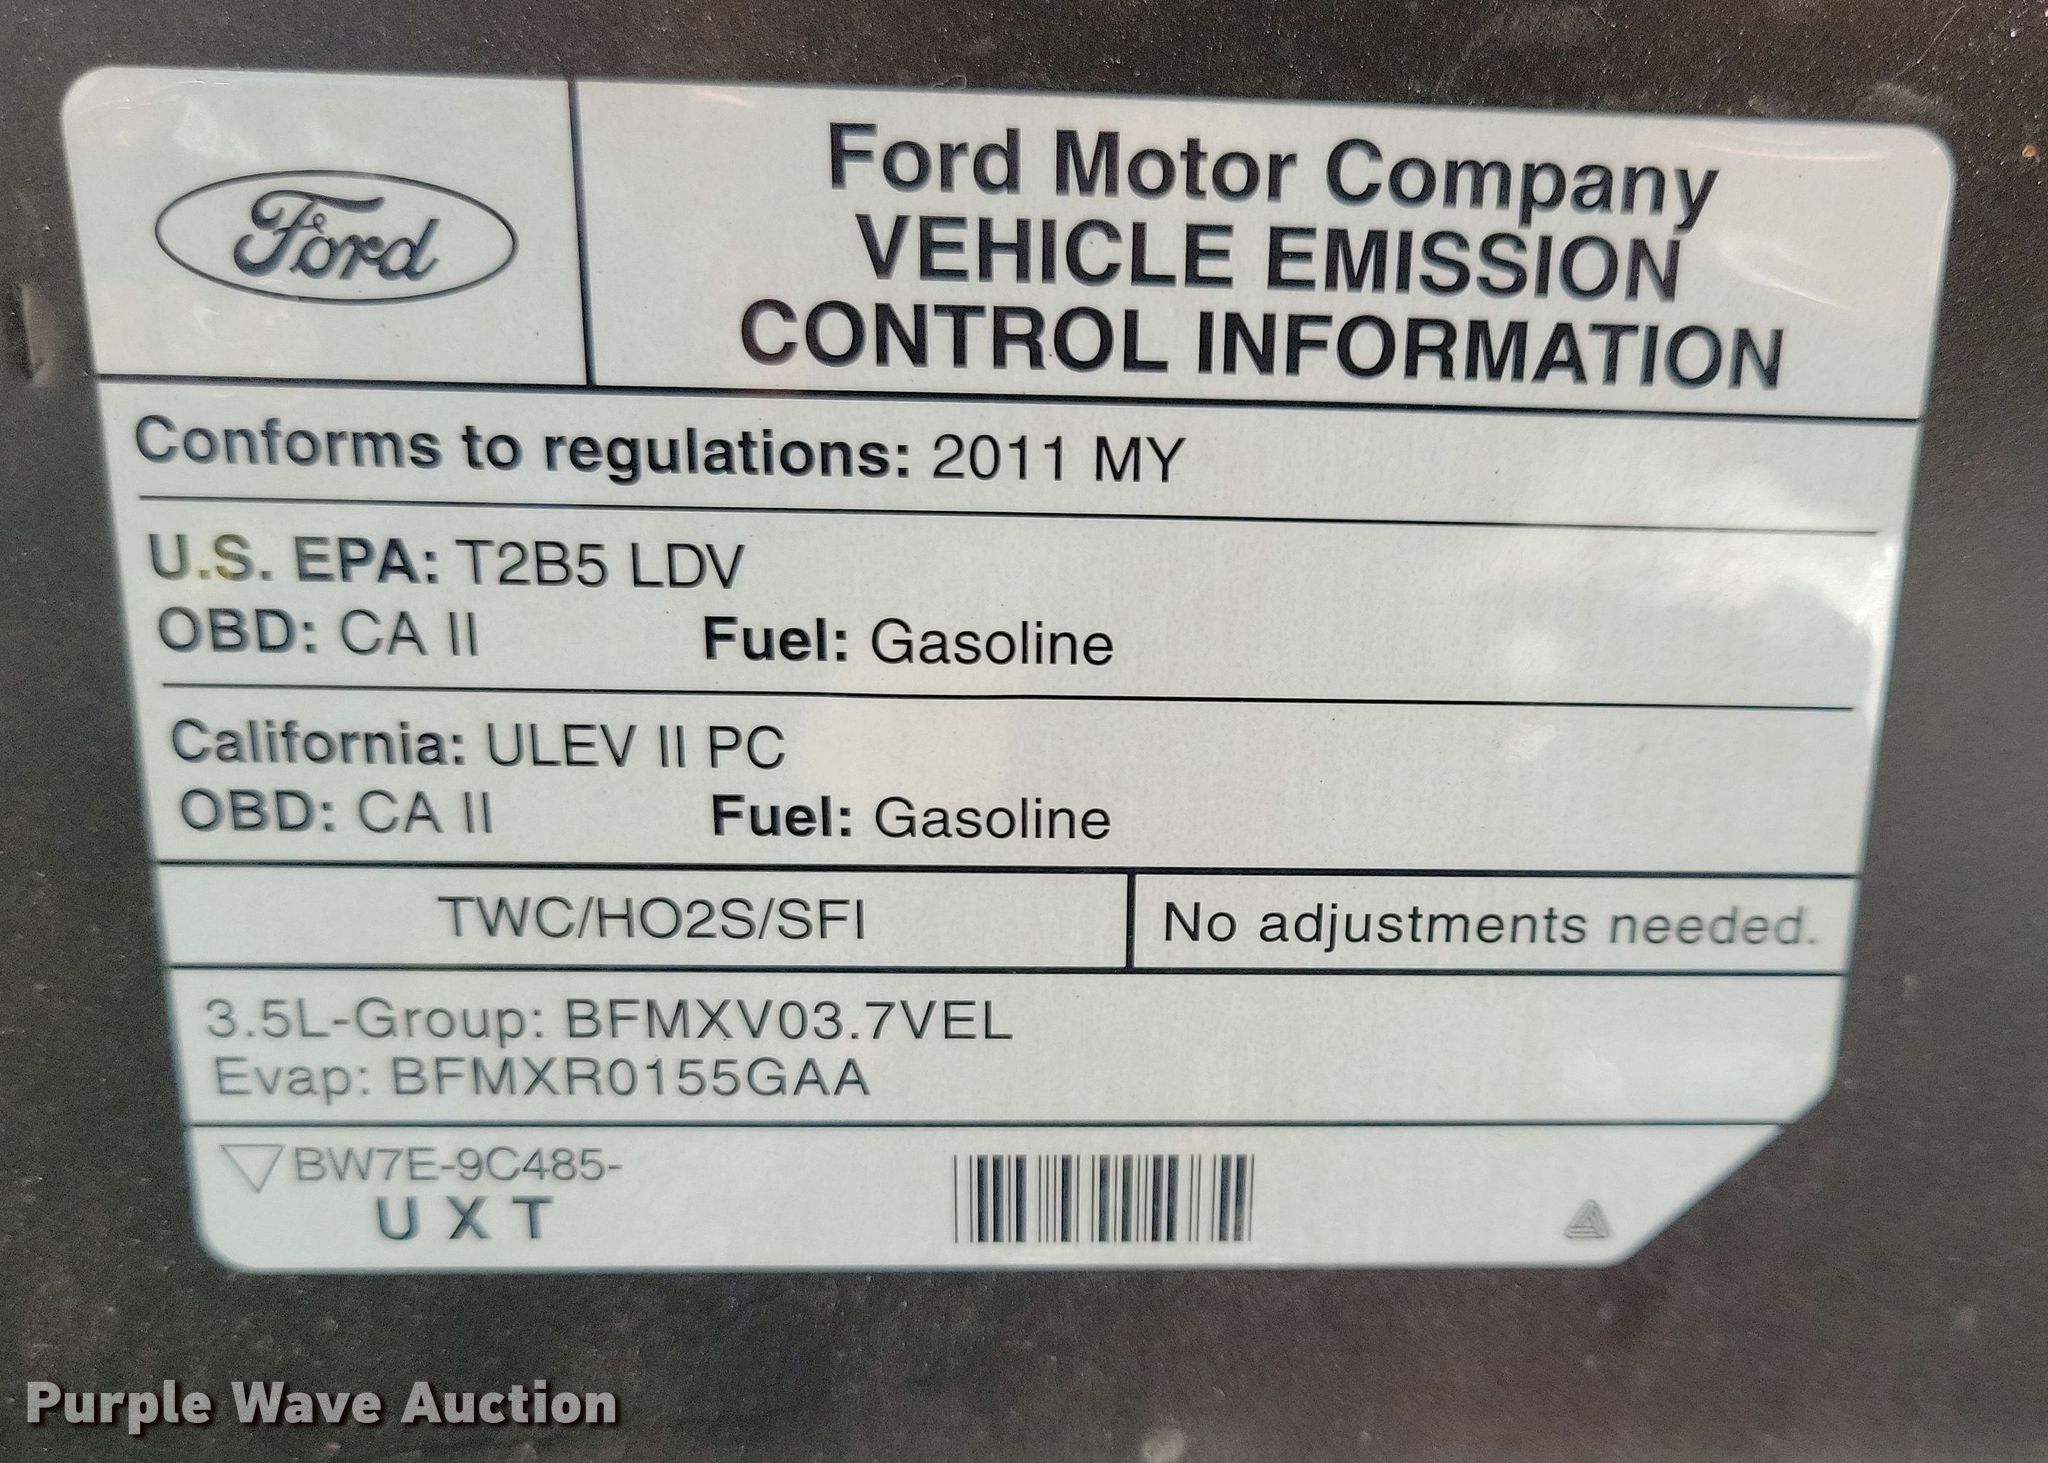 Ford
Ford Motor Company
VEHICLE EMISSION
CONTROL INFORMATION
Conforms to regulations: 2011 MY
U.S. EPA: T2B5 LDV
OBD: CA II Fuel: Gasoline
California: ULEV II PC
OBD: CA II Fuel: Gasoline
TWC/HO2S/SFI
No adjustments needed.
3.5L-Group: BFMXV03.7VEL
Evap: BFMXR0155GAA
BW7E-9C485-
U X T
Purple Wave Auction